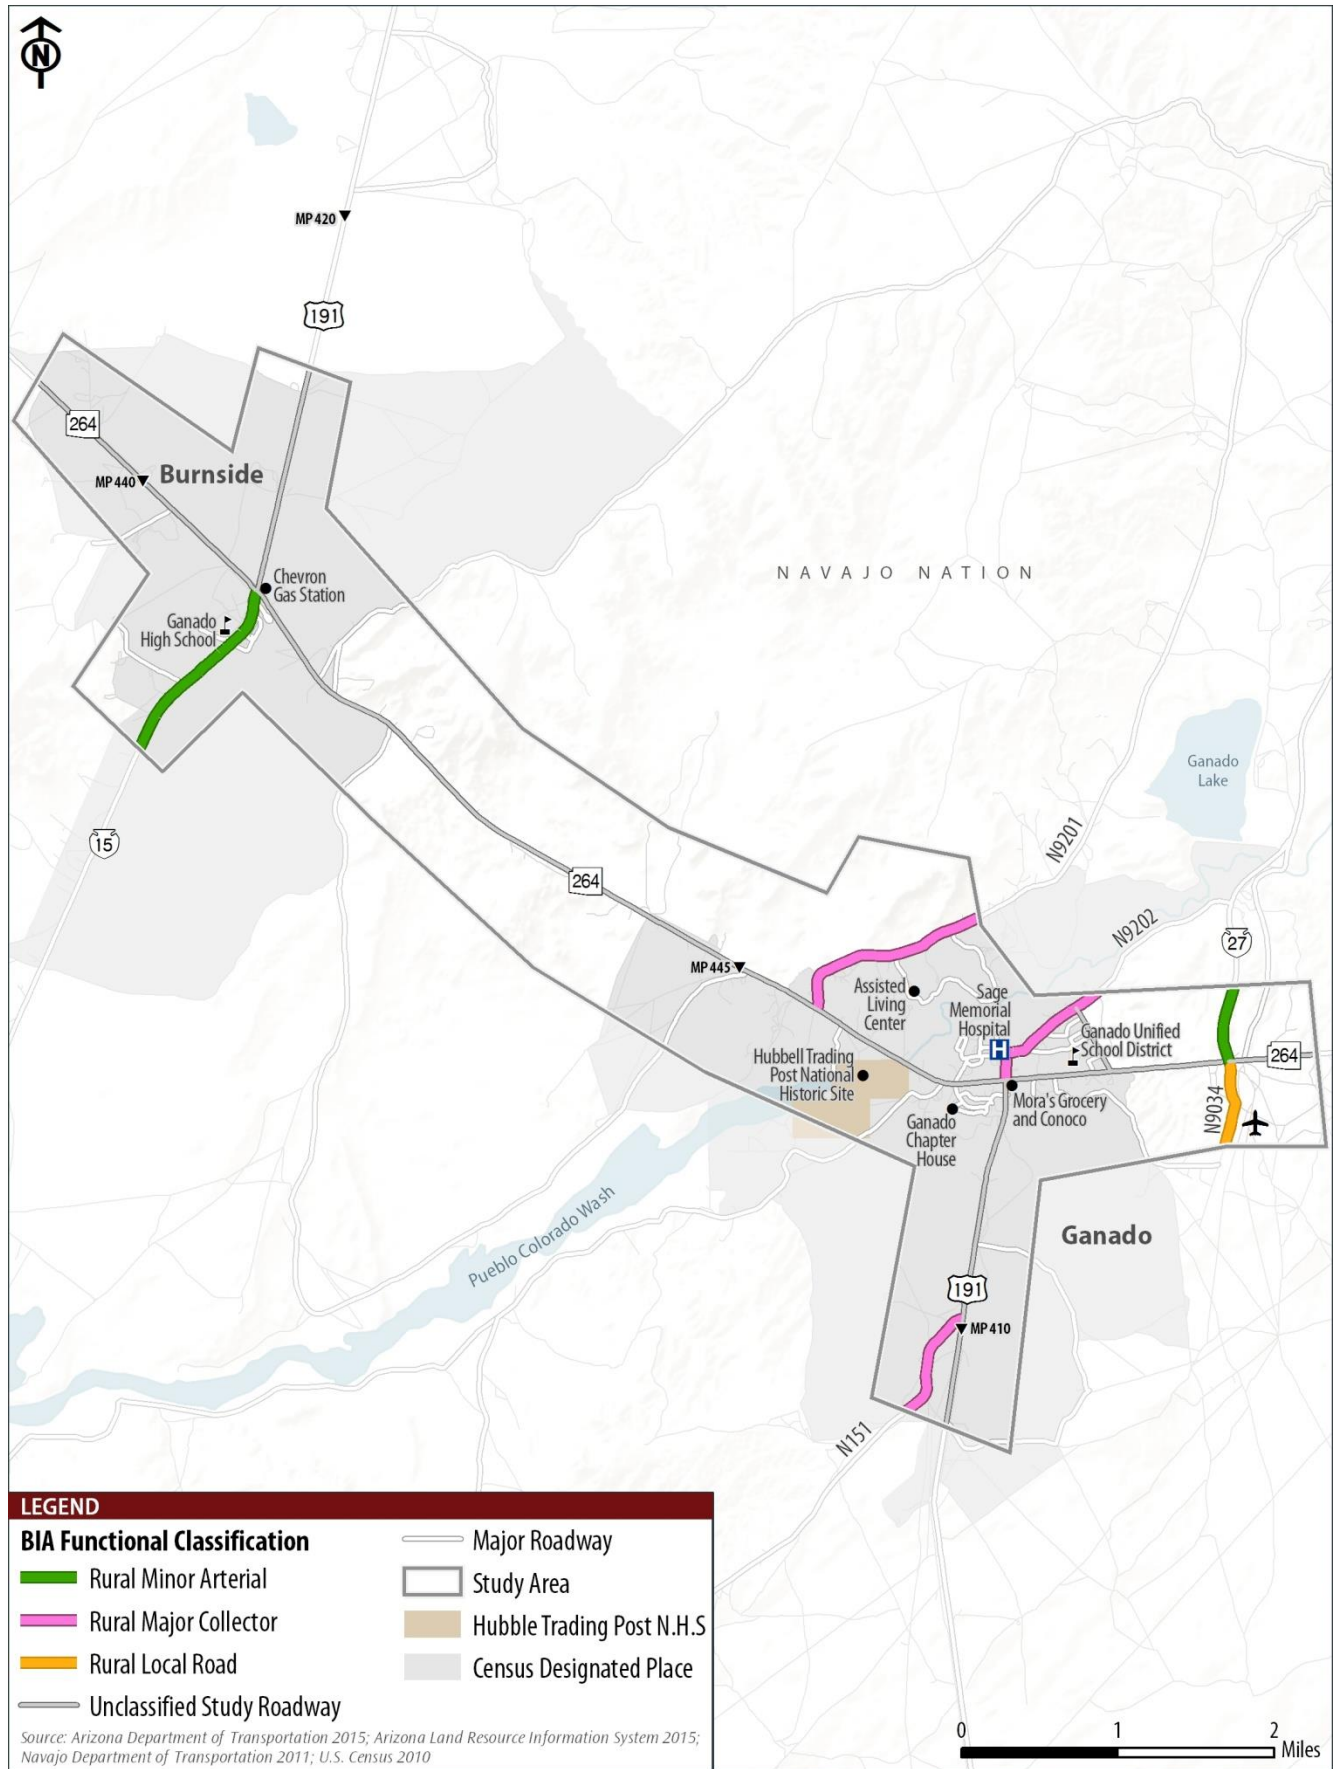 N
MP 420
191
264
MP 440
Burnside
Chevron
Gas Station
Ganado
High School
NAVAJO NATION
Ganado
Lake
15
N9201
264
N9202
27
MP 445
Assisted
Living
Center
Sage
Memorial
Hospital
H
Ganado Unified
School District
264
Hubbell Trading
Post National
Historic Site
Mora's Grocery
and Conoco
N9034
Ganado
Chapter
House
Pueblo Colorado Wash
Ganado
191
MP 410
N151
LEGEND
BIA Functional Classification
Rural Minor Arterial
Rural Major Collector
Rural Local Road
Unclassified Study Roadway
Major Roadway
Study Area
Hubble Trading Post N.H.S
Census Designated Place
Source: Arizona Department of Transportation 2015; Arizona Land Resource Information System 2015;
Navajo Department of Transportation 2011; U.S. Census 2010
0 1 2
Miles